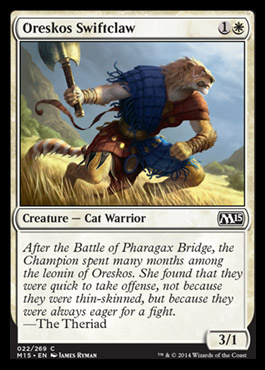 Oreskos Swiftclaw 1
Creature — Cat Warrior M15
After the Battle of Pharagax Bridge, the
Champion spent many months among
the leonin of Oreskos. She found that they
were quick to take offense, not because
they were thin-skinned, but because they
were always eager for a fight.
—The Theriad
3/1
022/269 C
M15 • EN JAMES RYMAN ™ & © 2014 Wizards of the Coast